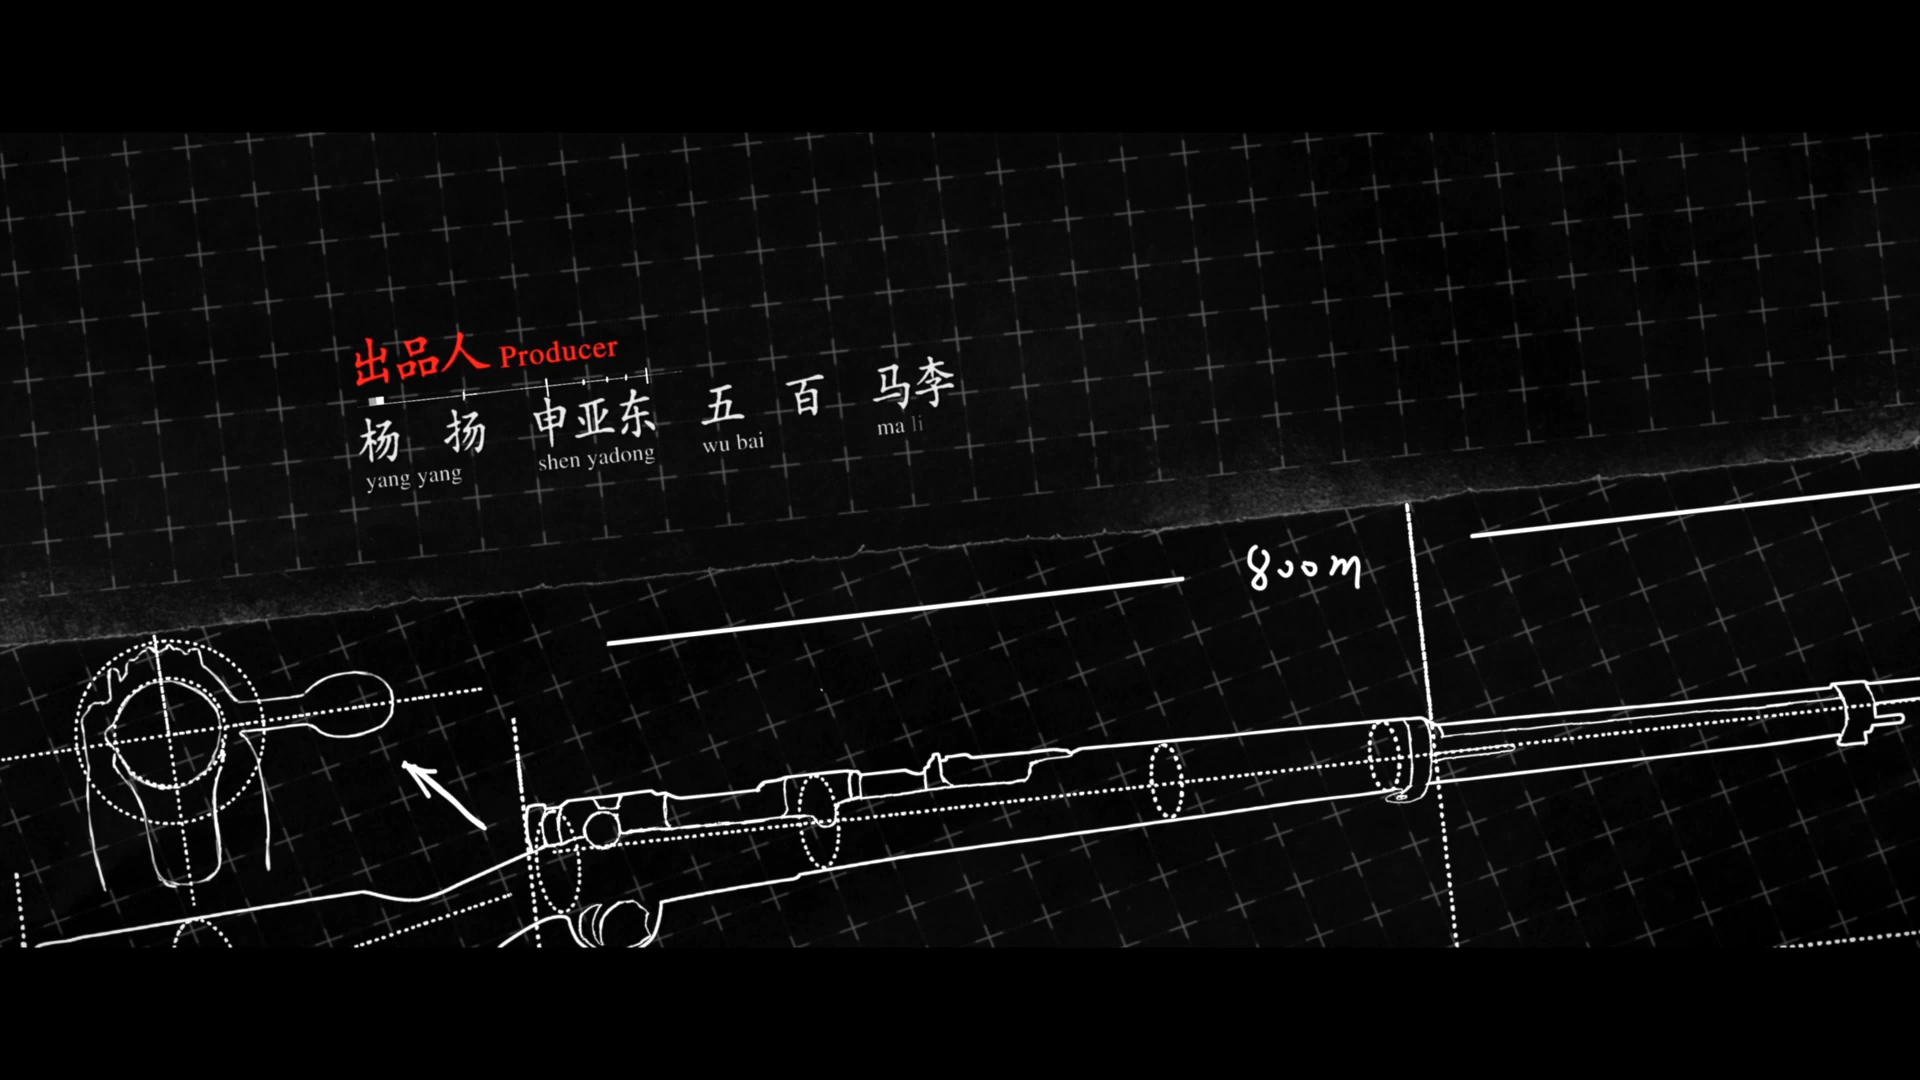 出品人 Producer
杨 扬 申亚东 五 百 马李
yang yang shen yadong wu bai ma li
800m